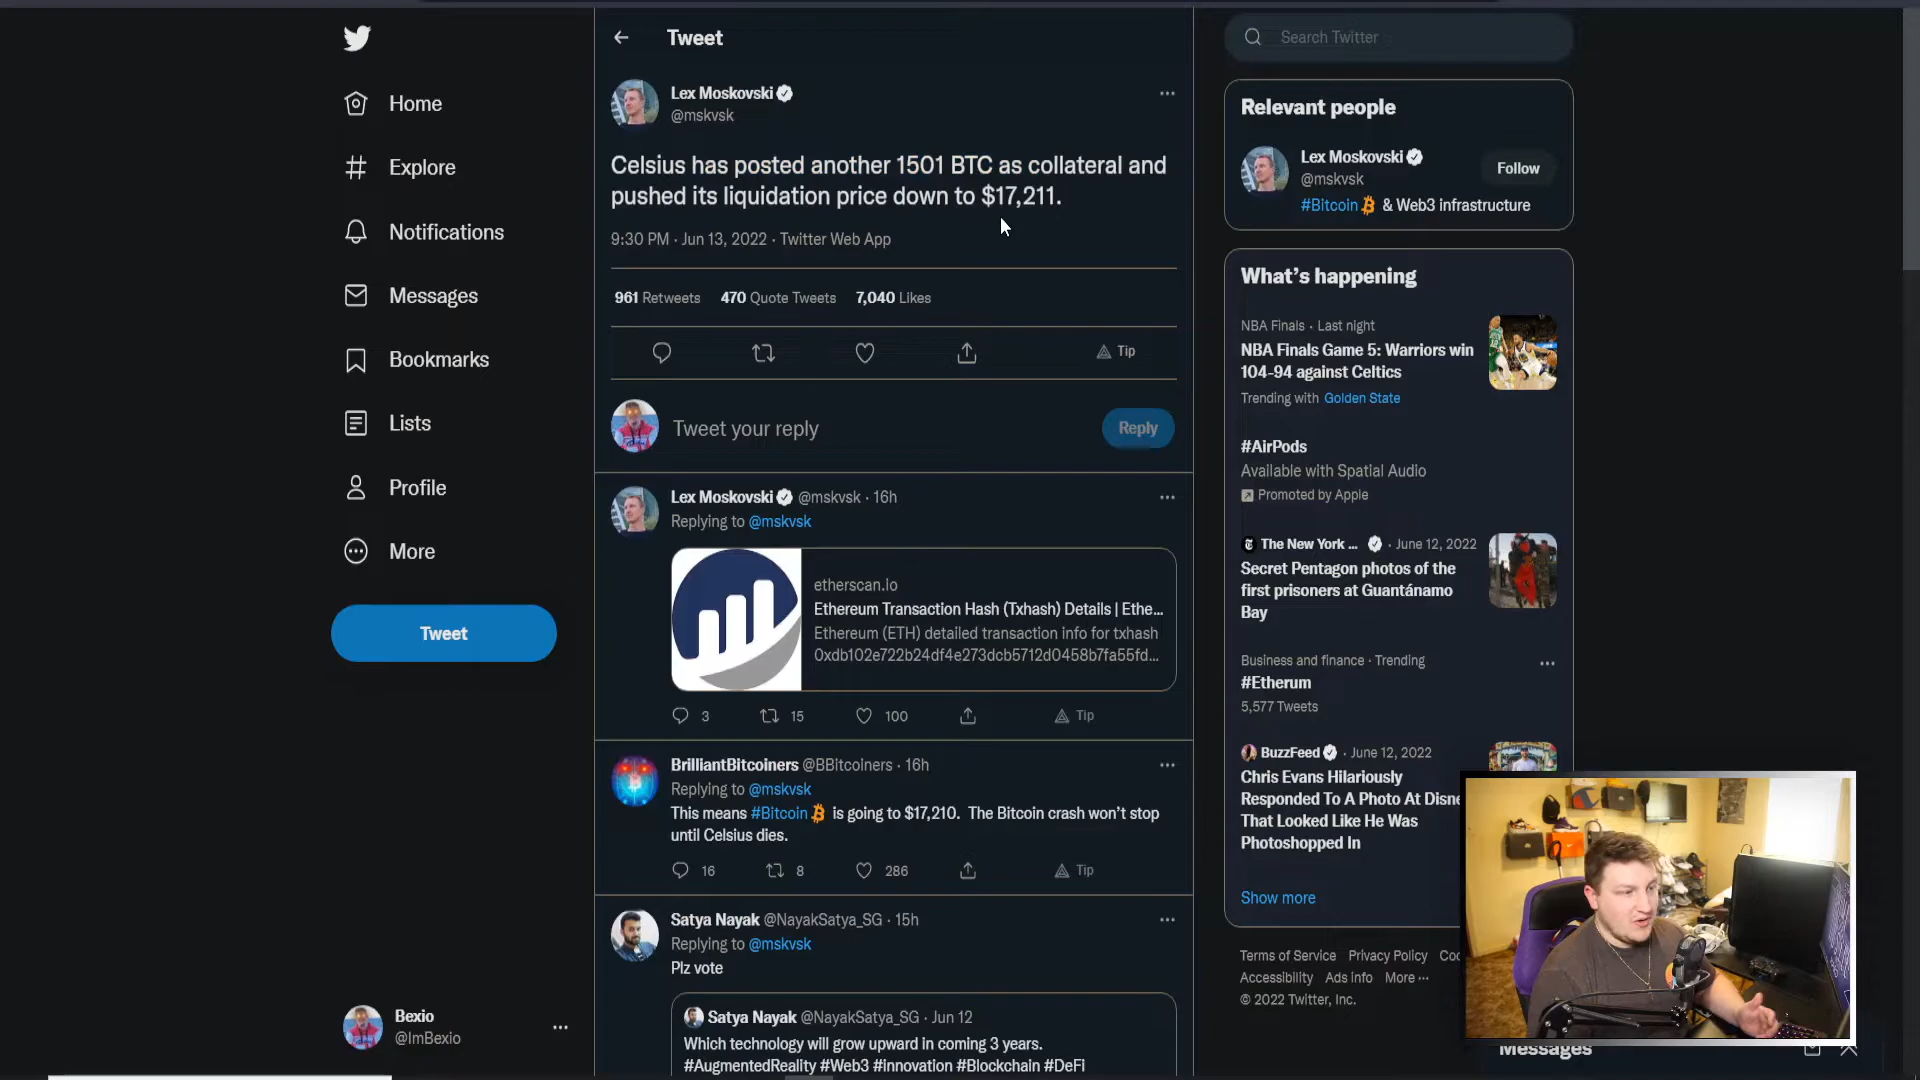 Home
Explore
Notifications
Messages
Bookmarks
Lists
Profile
More
Tweet
Bexio
@ImBexio
Tweet
Lex Moskovski
@mskvsk
Celsius has posted another 1501 BTC as collateral and
pushed its liquidation price down to $17,211.
9:30 PM · Jun 13, 2022 · Twitter Web App
961 Retweets 470 Quote Tweets 7,040 Likes
Tip
Tweet your reply
Reply
Lex Moskovski @mskvsk · 16h
Replying to @mskvsk
etherscan.io
Ethereum Transaction Hash (Txhash) Details | Ethe...
Ethereum (ETH) detailed transaction info for txhash
0xdb102e722b24df4e273dcb5712d0458b7fa55fd...
3 15 100 Tip
BrilliantBitcoiners @BBItcoiners · 16h
Replying to @mskvsk
This means #Bitcoin is going to $17,210. The Bitcoin crash won't stop
until Celsius dies.
16 8 286 Tip
Satya Nayak @NayakSatya_SG · 15h
Replying to @mskvsk
Plz vote
Satya Nayak @NayakSatya_SG · Jun 12
Which technology will grow upward in coming 3 years.
#AugmentedReality #Web3 #Innovation #Blockchain #DeFi
Search Twitter
Relevant people
Lex Moskovski
@mskvsk
Follow
#Bitcoin & Web3 infrastructure
What's happening
NBA Finals · Last night
NBA Finals Game 5: Warriors win
104-94 against Celtics
Trending with Golden State
#AirPods
Available with Spatial Audio
Promoted by Apple
The New York ... · June 12, 2022
Secret Pentagon photos of the
first prisoners at Guantánamo
Bay
Business and finance · Trending
#Etherum
5,577 Tweets
BuzzFeed · June 12, 2022
Chris Evans Hilariously
Responded To A Photo At Disne
That Looked Like He Was
Photoshopped In
Show more
Terms of Service Privacy Policy Coo
Accessibility Ads info More ···
© 2022 Twitter, Inc.
Messages